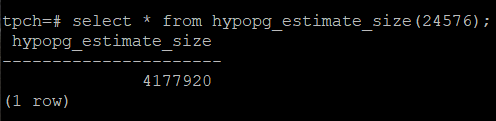 tpch=# select * from hypopg_estimate_size(24576);
 hypopg_estimate_size
----------------------
              4177920
(1 row)